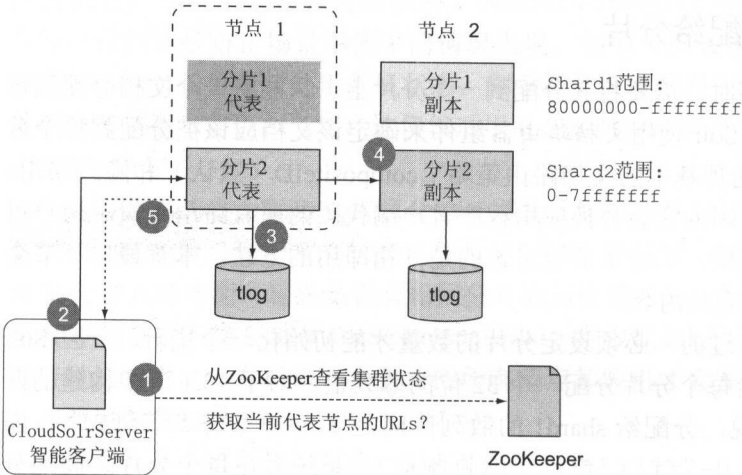 节点 1
节点 2
分片1
代表
分片1
副本
Shard1范围:
80000000-ffffffff
分片2
代表
4
分片2
副本
Shard2范围:
0-7fffffff
5
3
tlog
tlog
2
1
从ZooKeeper查看集群状态
获取当前代表节点的URLs?
CloudSolrServer
智能客户端
ZooKeeper